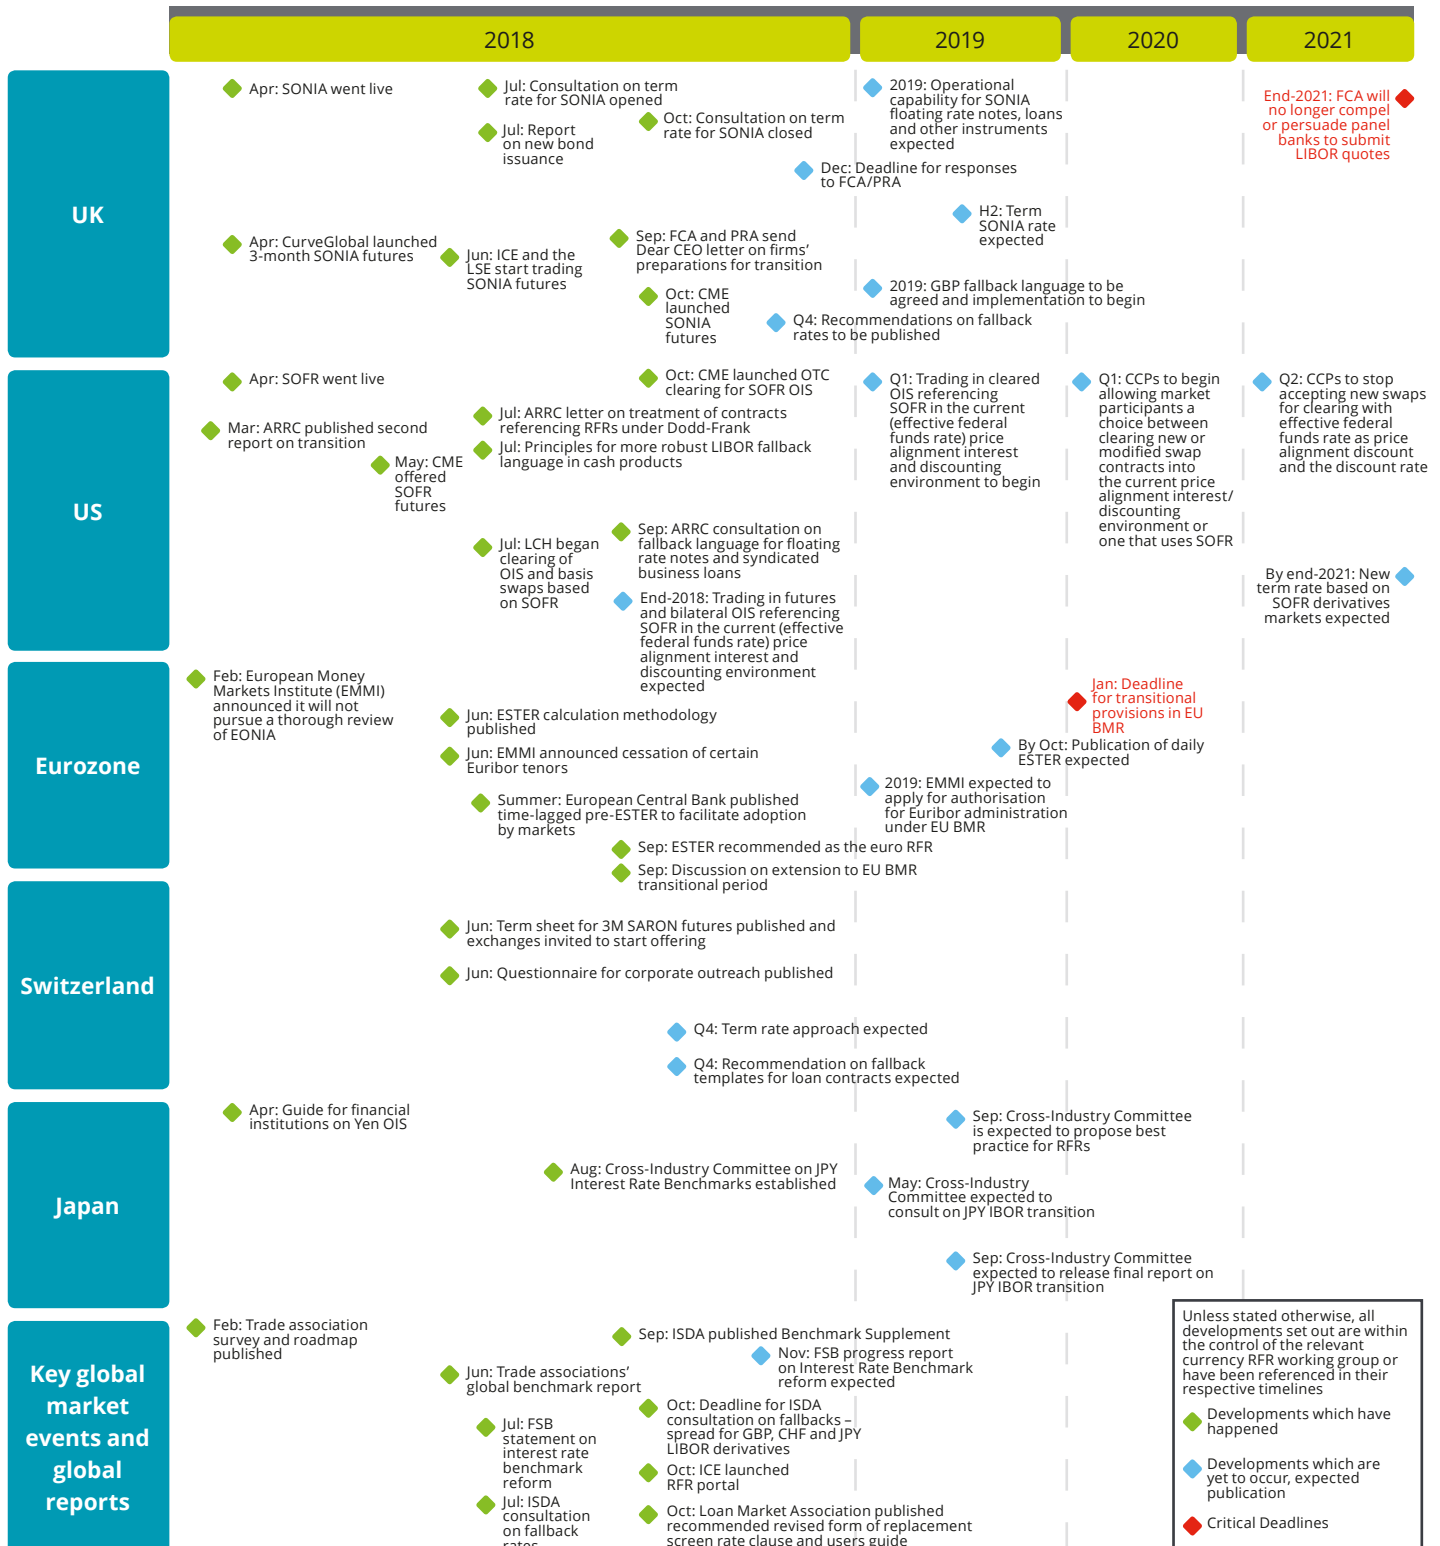 2018
2019
2020
2021
UK
Apr: SONIA went live
Jul: Consultation on term
rate for SONIA opened
Jul: Report
on new bond
issuance
Oct: Consultation on term
rate for SONIA closed
2019: Operational
capability for SONIA
floating rate notes, loans
and other instruments
expected
End-2021: FCA will
no longer compel
or persuade panel
banks to submit
LIBOR quotes
Dec: Deadline for responses
to FCA/PRA
H2: Term
SONIA rate
expected
Apr: CurveGlobal launched
3-month SONIA futures
Jun: ICE and the
LSE start trading
SONIA futures
Sep: FCA and PRA send
Dear CEO letter on firms’
preparations for transition
Oct: CME
launched
SONIA
futures
2019: GBP fallback language to be
agreed and implementation to begin
Q4: Recommendations on fallback
rates to be published
US
Apr: SOFR went live
Mar: ARRC published second
report on transition
May: CME
offered
SOFR
futures
Oct: CME launched OTC
clearing for SOFR OIS
Jul: ARRC letter on treatment of contracts
referencing RFRs under Dodd-Frank
Jul: Principles for more robust LIBOR fallback
language in cash products
Jul: LCH began
clearing of
OIS and basis
swaps based
on SOFR
Sep: ARRC consultation on
fallback language for floating
rate notes and syndicated
business loans
End-2018: Trading in futures
and bilateral OIS referencing
SOFR in the current (effective
federal funds rate) price
alignment interest and
discounting environment
expected
Q1: Trading in cleared
OIS referencing
SOFR in the current
(effective federal
funds rate) price
alignment interest
and discounting
environment to begin
Q1: CCPs to begin
allowing market
participants a
choice between
clearing new or
modified swap
contracts into
the current price
alignment interest/
discounting
environment or
one that uses SOFR
Q2: CCPs to stop
accepting new swaps
for clearing with
effective federal
funds rate as price
alignment discount
and the discount rate
By end-2021: New
term rate based on
SOFR derivatives
markets expected
Eurozone
Feb: European Money
Markets Institute (EMMI)
announced it will not
pursue a thorough review
of EONIA
Jun: ESTER calculation methodology
published
Jun: EMMI announced cessation of certain
Euribor tenors
Summer: European Central Bank published
time-lagged pre-ESTER to facilitate adoption
by markets
Sep: ESTER recommended as the euro RFR
Sep: Discussion on extension to EU BMR
transitional period
Jan: Deadline
for transitional
provisions in EU
BMR
By Oct: Publication of daily
ESTER expected
2019: EMMI expected to
apply for authorisation
for Euribor administration
under EU BMR
Switzerland
Jun: Term sheet for 3M SARON futures published and
exchanges invited to start offering
Jun: Questionnaire for corporate outreach published
Q4: Term rate approach expected
Q4: Recommendation on fallback
templates for loan contracts expected
Japan
Apr: Guide for financial
institutions on Yen OIS
Aug: Cross-Industry Committee on JPY
Interest Rate Benchmarks established
Sep: Cross-Industry Committee
is expected to propose best
practice for RFRs
May: Cross-Industry
Committee expected to
consult on JPY IBOR transition
Sep: Cross-Industry Committee
expected to release final report on
JPY IBOR transition
Key global
market
events and
global
reports
Feb: Trade association
survey and roadmap
published
Jun: Trade associations’
global benchmark report
Jul: FSB
statement on
interest rate
benchmark
reform
Jul: ISDA
consultation
on fallback
rates
Sep: ISDA published Benchmark Supplement
Nov: FSB progress report
on Interest Rate Benchmark
reform expected
Oct: Deadline for ISDA
consultation on fallbacks –
spread for GBP, CHF and JPY
LIBOR derivatives
Oct: ICE launched
RFR portal
Oct: Loan Market Association published
recommended revised form of replacement
screen rate clause and users guide
Unless stated otherwise, all
developments set out are within
the control of the relevant
currency RFR working group or
have been referenced in their
respective timelines
Developments which have
happened
Developments which are
yet to occur, expected
publication
Critical Deadlines